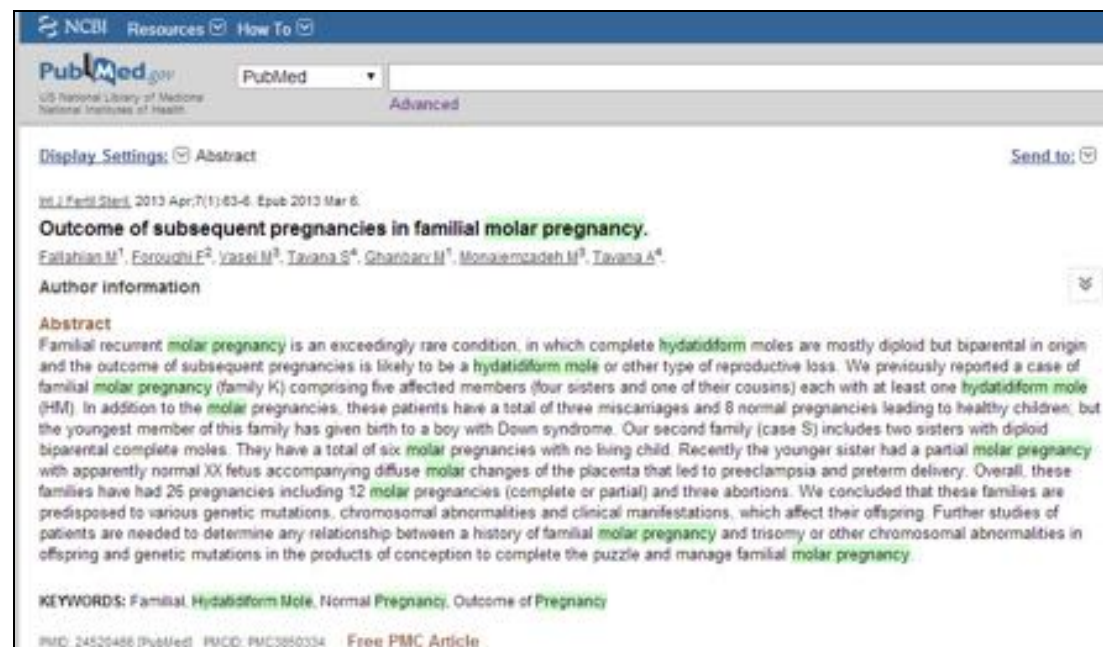 NCBI Resources How To
PubMed.gov
US National Library of Medicine
National Institutes of Health
PubMed
Advanced
Display Settings: Abstract
Send to:
Int J Fertil Steril. 2013 Apr;7(1):63-6. Epub 2013 Mar 6.
Outcome of subsequent pregnancies in familial molar pregnancy.
Fallahian M1, Foroughi F2, Vasei M3, Tavana S4, Ghanbary M1, Monajemzadeh M3, Tavana A4.
Author information
Abstract
Familial recurrent molar pregnancy is an exceedingly rare condition, in which complete hydatidiform moles are mostly diploid but biparental in origin
and the outcome of subsequent pregnancies is likely to be a hydatidiform mole or other type of reproductive loss. We previously reported a case of
familial molar pregnancy (family K) comprising five affected members (four sisters and one of their cousins) each with at least one hydatidiform mole
(HM). In addition to the molar pregnancies, these patients have a total of three miscarriages and 8 normal pregnancies leading to healthy children, but
the youngest member of this family has given birth to a boy with Down syndrome. Our second family (case S) includes two sisters with diploid
biparental complete moles. They have a total of six molar pregnancies with no living child. Recently the younger sister had a partial molar pregnancy
with apparently normal XX fetus accompanying diffuse molar changes of the placenta that led to preeclampsia and preterm delivery. Overall, these
families have had 26 pregnancies including 12 molar pregnancies (complete or partial) and three abortions. We concluded that these families are
predisposed to various genetic mutations, chromosomal abnormalities and clinical manifestations, which affect their offspring. Further studies of
patients are needed to determine any relationship between a history of familial molar pregnancy and trisomy or other chromosomal abnormalities in
offspring and genetic mutations in the products of conception to complete the puzzle and manage familial molar pregnancy.
KEYWORDS: Familial, Hydatidiform Mole, Normal Pregnancy, Outcome of Pregnancy
PMID: 24520466 [PubMed] PMCID: PMC3850334 Free PMC Article